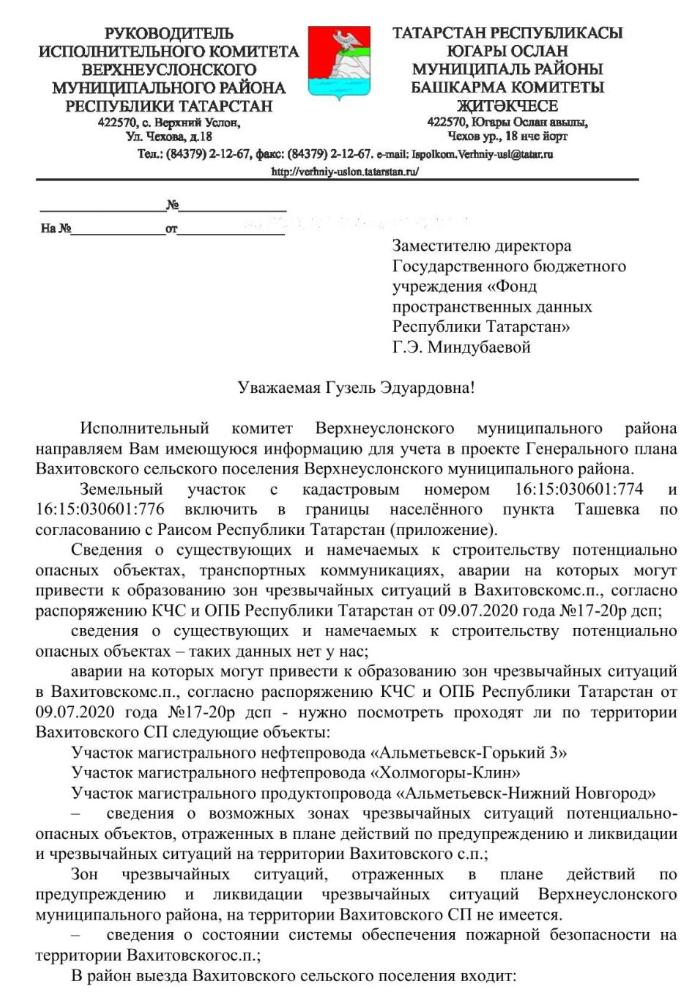 РУКОВОДИТЕЛЬ
ИСПОЛНИТЕЛЬНОГО КОМИТЕТА
ВЕРХНЕУСЛОНСКОГО
МУНИЦИПАЛЬНОГО РАЙОНА
РЕСПУБЛИКИ ТАТАРСТАН
422570, с. Верхний Услон,
Ул. Чехова, д.18
ТАТАРСТАН РЕСПУБЛИКАСЫ
ЮГАРЫ ОСЛАН
МУНИЦИПАЛЬ РАЙОНЫ
БАШКАРМА КОМИТЕТЫ
ҖИТӘКЧЕСЕ
422570, Югары Ослан авылы,
Чехов ур., 18 нче йорт
Тел.: (84379) 2-12-67, факс: (84379) 2-12-67. e-mail: Ispolkom.Verhniy-usl@tatar.ru
http://verhniy-uslon.tatarstan.ru/
____________________№_________________
На №_______________от_________________
Заместителю директора
Государственного бюджетного
учреждения «Фонд
пространственных данных
Республики Татарстан»
Г.Э. Миндубаевой
Уважаемая Гузель Эдуардовна!
Исполнительный комитет Верхнеуслонского муниципального района
направляем Вам имеющуюся информацию для учета в проекте Генерального плана
Вахитовского сельского поселения Верхнеуслонского муниципального района.
Земельный участок с кадастровым номером 16:15:030601:774 и
16:15:030601:776 включить в границы населённого пункта Ташевка по
согласованию с Раисом Республики Татарстан (приложение).
Сведения о существующих и намечаемых к строительству потенциально
опасных объектах, транспортных коммуникациях, аварии на которых могут
привести к образованию зон чрезвычайных ситуаций в Вахитовскомс.п., согласно
распоряжению КЧС и ОПБ Республики Татарстан от 09.07.2020 года №17-20р дсп;
сведения о существующих и намечаемых к строительству потенциально
опасных объектах – таких данных нет у нас;
аварии на которых могут привести к образованию зон чрезвычайных ситуаций
в Вахитовскомс.п., согласно распоряжению КЧС и ОПБ Республики Татарстан от
09.07.2020 года №17-20р дсп - нужно посмотреть проходят ли по территории
Вахитовского СП следующие объекты:
Участок магистрального нефтепровода «Альметьевск-Горький 3»
Участок магистрального нефтепровода «Холмогоры-Клин»
Участок магистрального продуктопровода «Альметьевск-Нижний Новгород»
– сведения о возможных зонах чрезвычайных ситуаций потенциально-
опасных объектов, отраженных в плане действий по предупреждению и ликвидации
и чрезвычайных ситуаций на территории Вахитовского с.п.;
Зон чрезвычайных ситуаций, отраженных в плане действий по
предупреждению и ликвидации чрезвычайных ситуаций Верхнеуслонского
муниципального района, на территории Вахитовского СП не имеется.
– сведения о состоянии системы обеспечения пожарной безопасности на
территории Вахитовскогос.п.;
В район выезда Вахитовского сельского поселения входит: